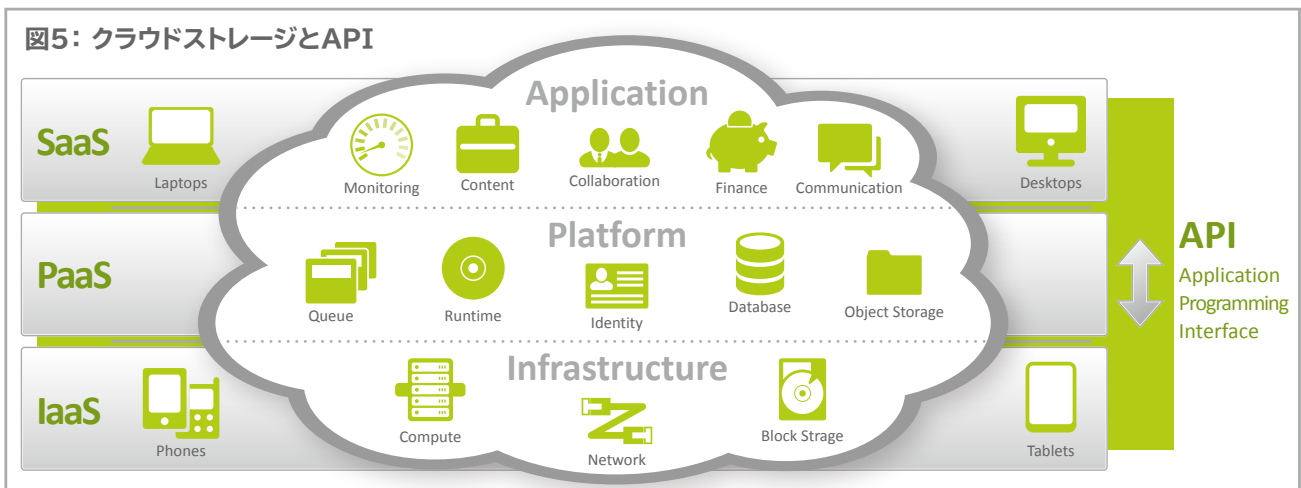 図5： クラウドストレージとAPI
Application
SaaS
Laptops
Monitoring
Content
Collaboration
Finance
Communication
Desktops
Platform
PaaS
Queue
Runtime
Identity
Database
Object Storage
API
Application
Programming
Interface
Infrastructure
IaaS
Phones
Compute
Network
Block Strage
Tablets